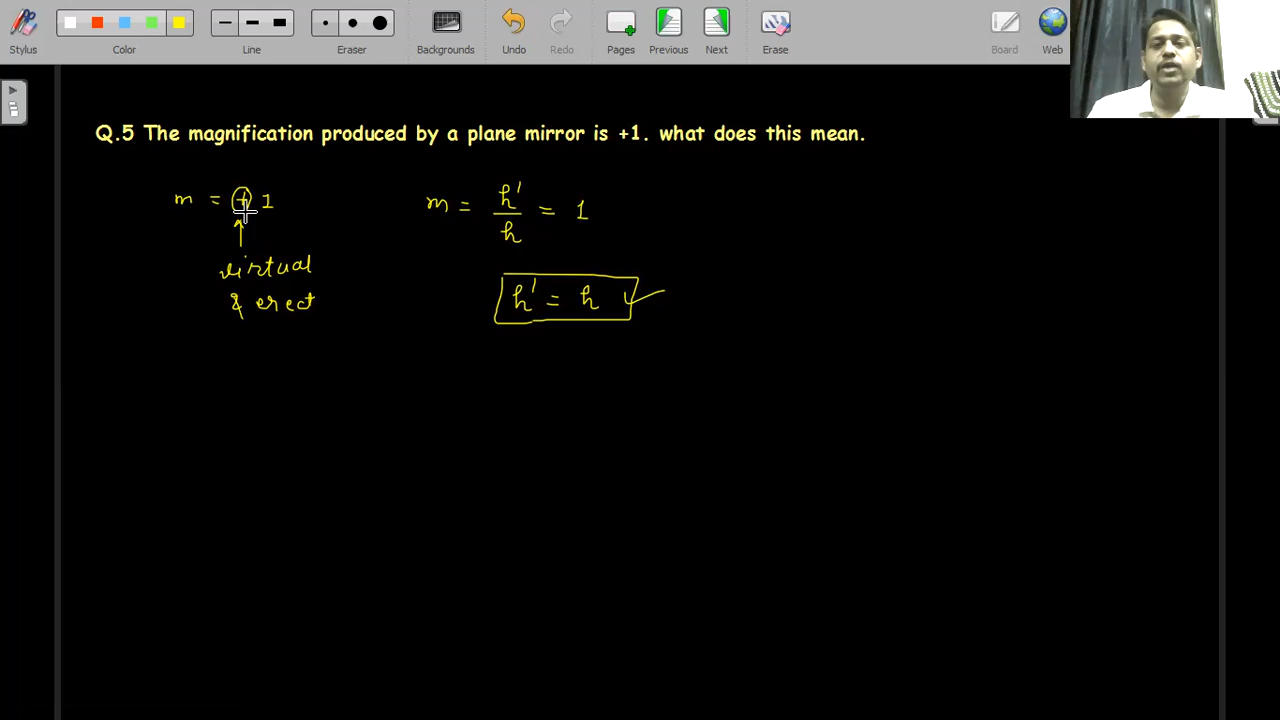 Stylus Color Line Eraser Backgrounds Undo Redo Pages Previous Next Erase Board Web
Q.5 The magnification produced by a plane mirror is +1. what does this mean.
m = + 1
virtual
& erect
m = h'/h = 1
h' = h ✓